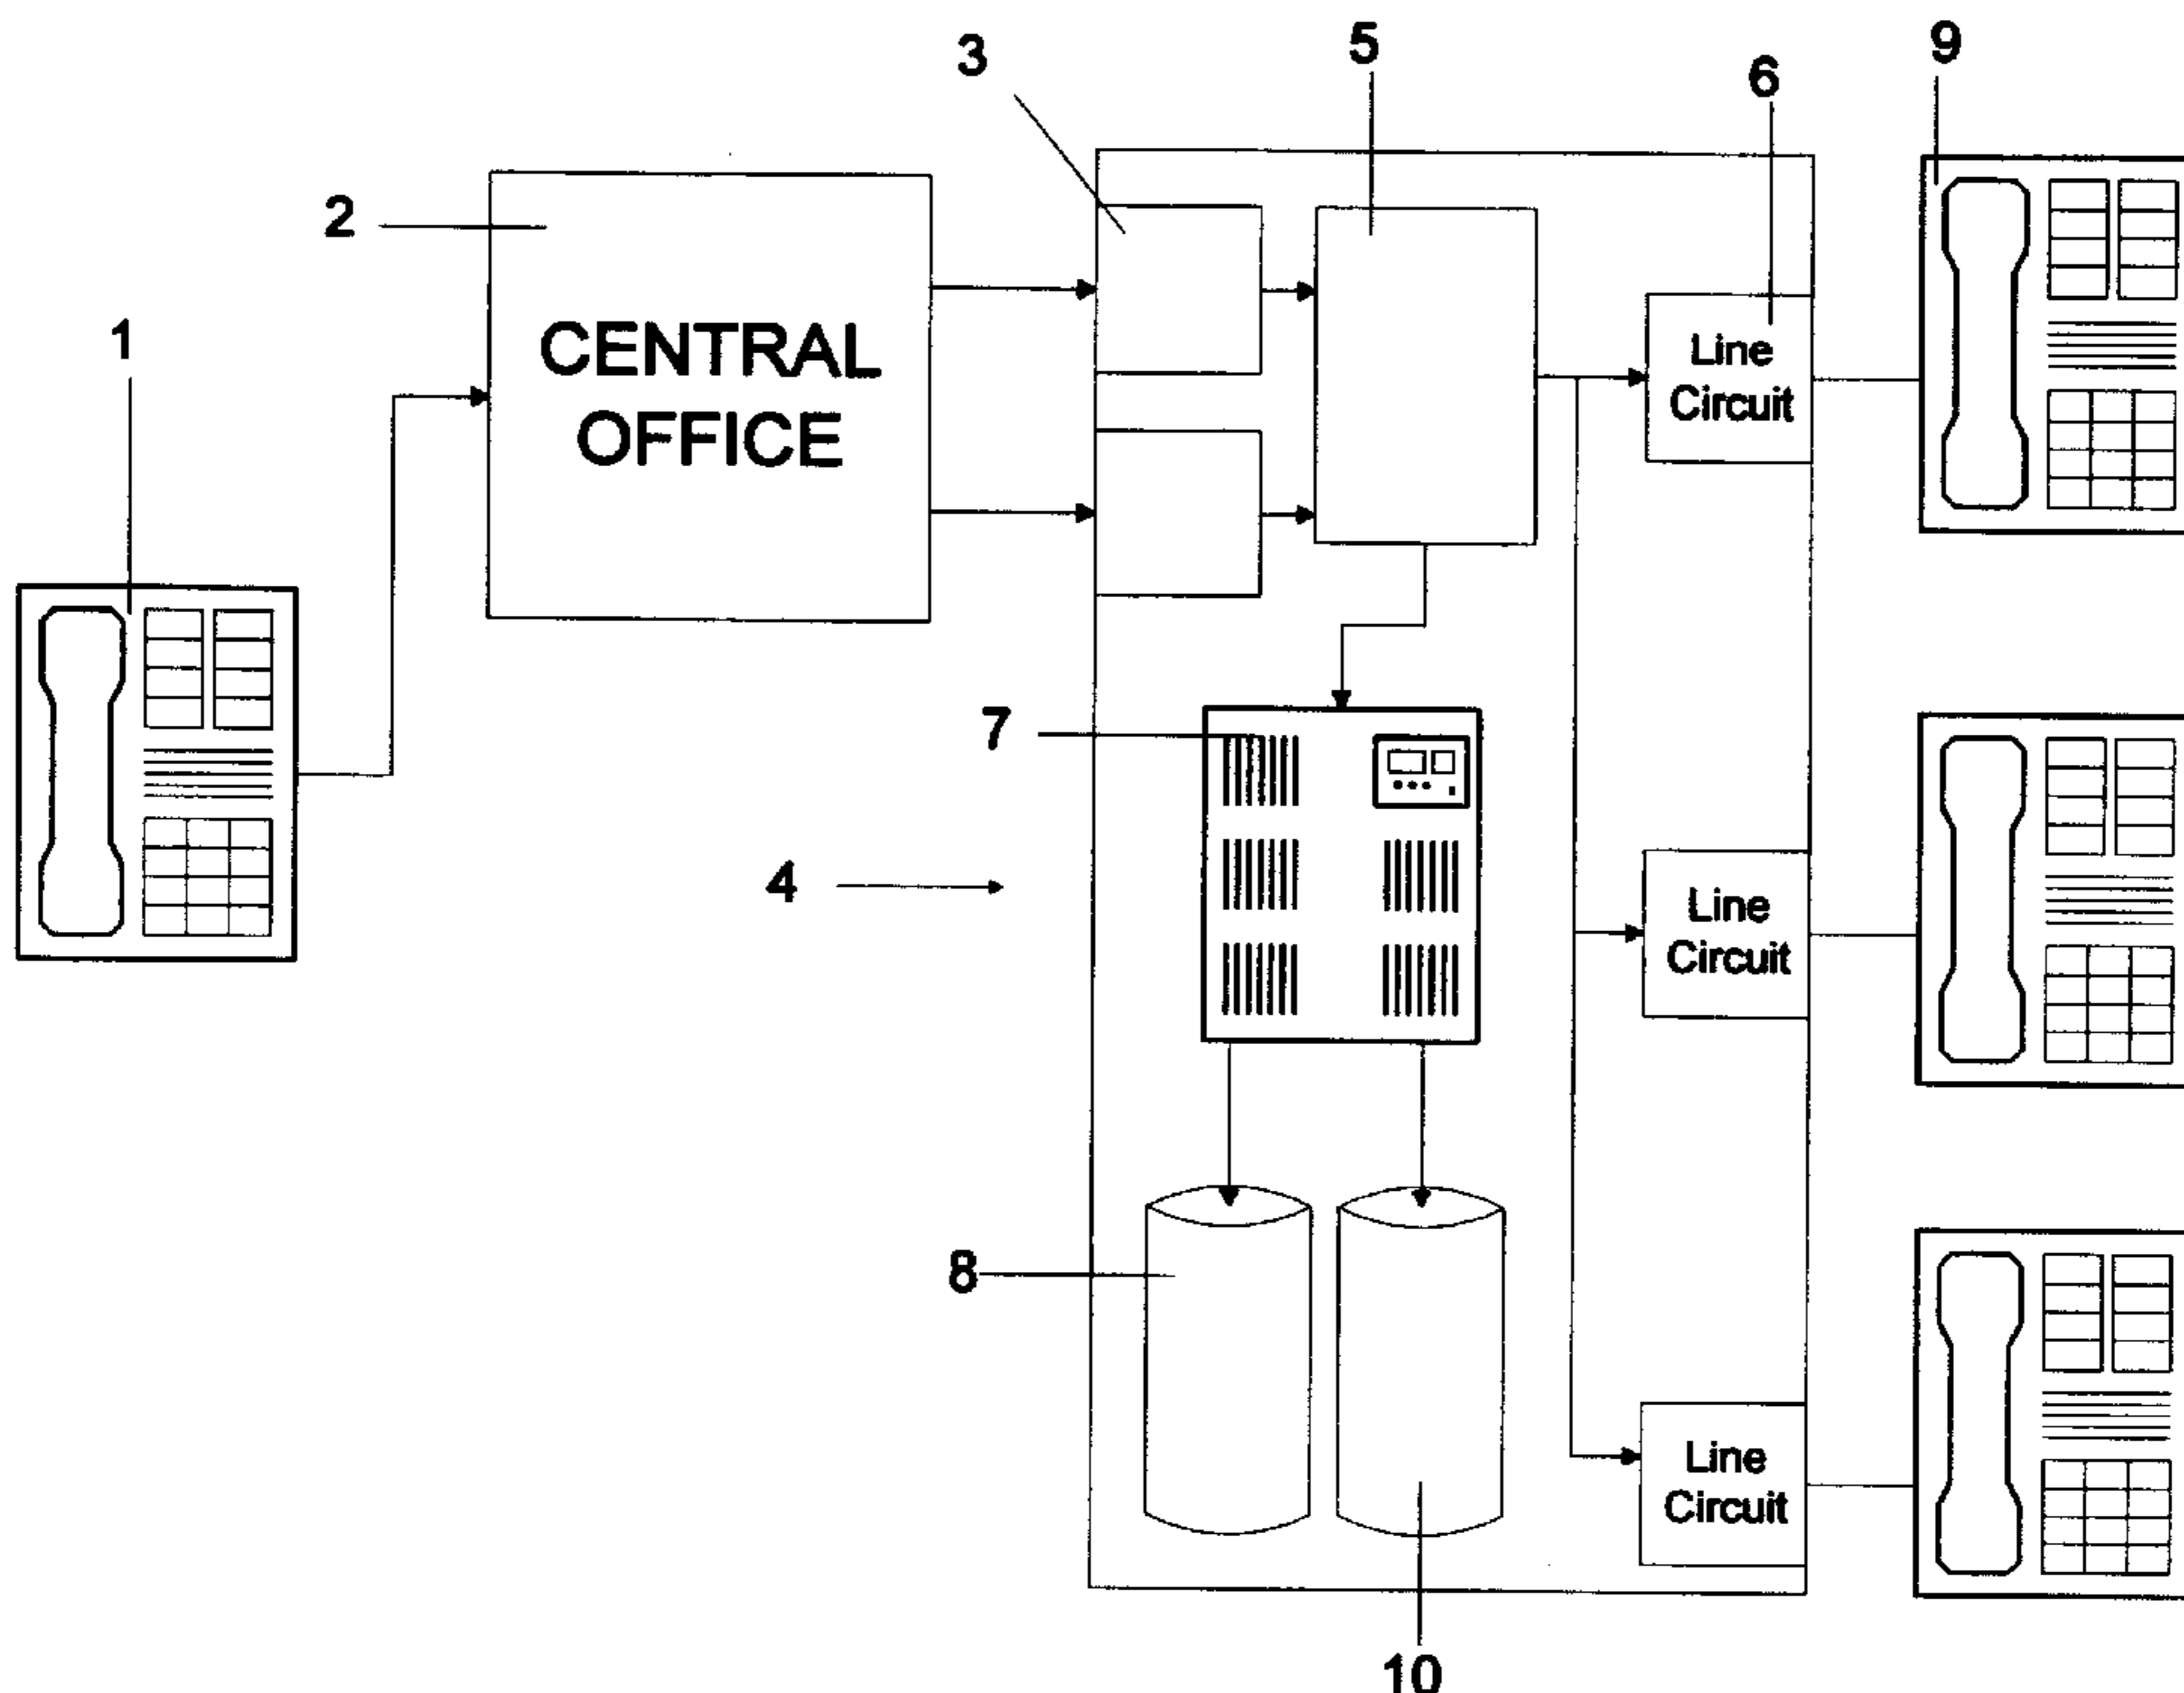 3
5
9
6
2
1
CENTRAL
OFFICE
Line
Circuit
7
4
Line
Circuit
8
Line
Circuit
10